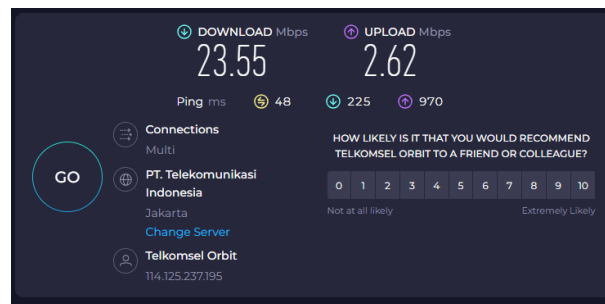 DOWNLOAD Mbps
23.55
UPLOAD Mbps
2.62
Ping ms 48 225 970
GO
Connections
Multi
PT. Telekomunikasi
Indonesia
Jakarta
Change Server
Telkomsel Orbit
114.125.237.195
HOW LIKELY IS IT THAT YOU WOULD RECOMMEND
TELKOMSEL ORBIT TO A FRIEND OR COLLEAGUE?
0 1 2 3 4 5 6 7 8 9 10
Not at all likely Extremely Likely